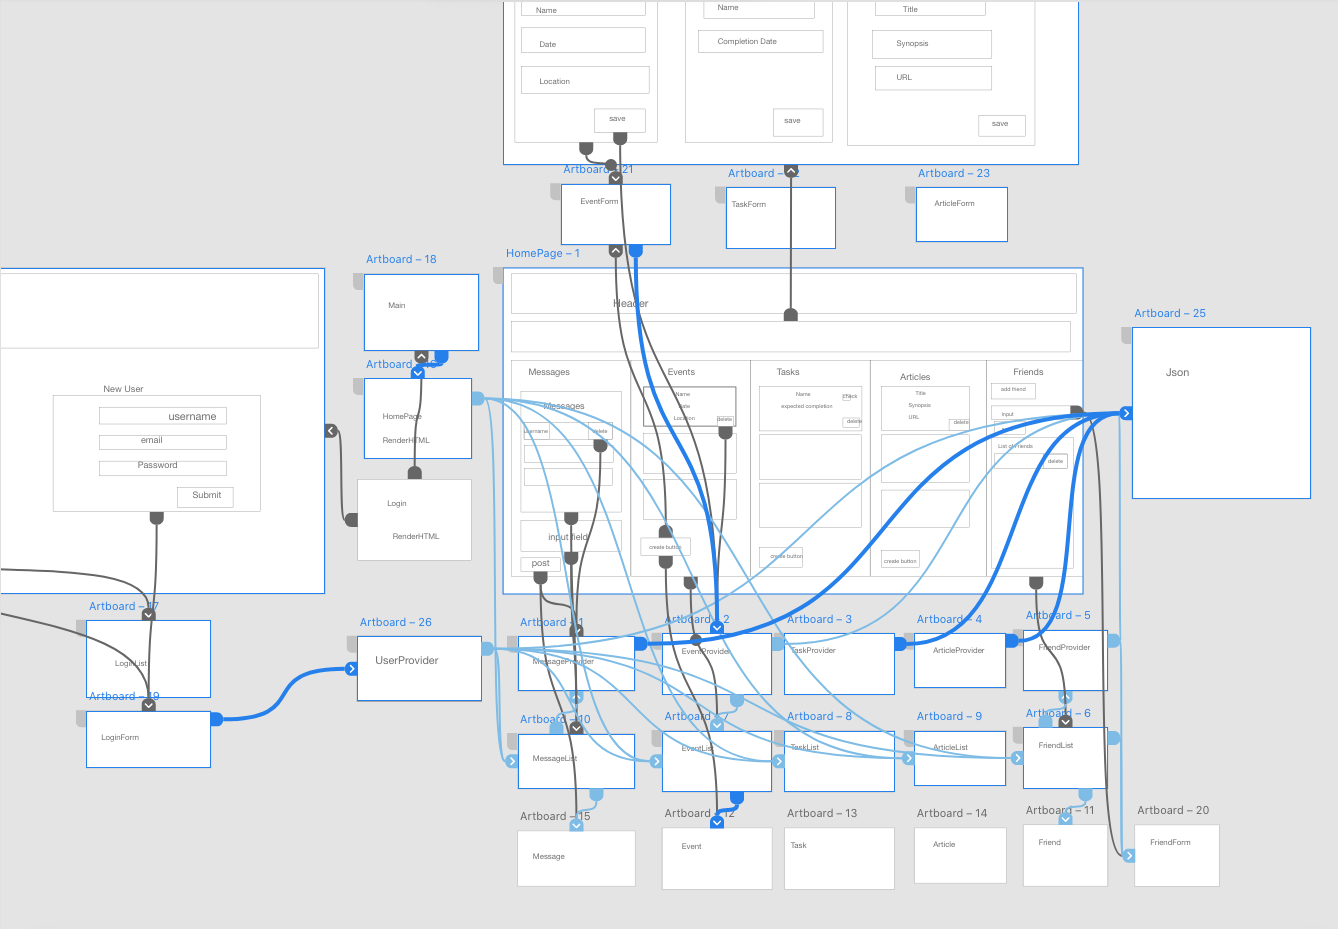 Name
Name
Title
Date
Completion Date
Synopsis
Location
URL
save
save
save
Artboard – 21
Artboard –
Artboard – 23
EventForm
TaskForm
ArticleForm
HomePage – 1
Artboard – 18
Main
Header
Artboard – 25
Json
Artboard –
HomePage
RenderHTML
Login
RenderHTML
New User
username
email
Password
Submit
Messages
Events
Tasks
Articles
Friends
Messages
username
delete
input field
post
Name
Date
Location
delete
create button
Name
check
expected completion
delete
create button
Title
Synopsis
URL
delete
create button
add friend
input
List of Friends
delete
Artboard – 17
LoginList
Artboard – 19
LoginForm
Artboard – 26
UserProvider
Artboard – 1
Artboard – 2
Artboard – 3
Artboard – 4
Artboard – 5
MessageProvider
EventProvider
TaskProvider
ArticleProvider
FriendProvider
Artboard – 10
Artboard
Artboard – 8
Artboard – 9
Artboard – 6
MessageList
EventList
TaskList
ArticleList
FriendList
Artboard – 15
Artboard – 12
Artboard – 13
Artboard – 14
Artboard – 11
Artboard – 20
Message
Event
Task
Article
Friend
FriendForm